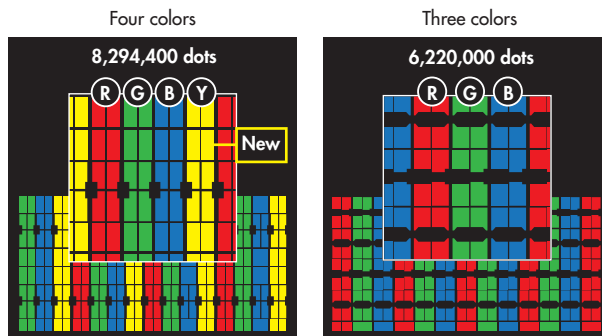 Four colors
8,294,400 dots
R G B Y
New
Three colors
6,220,000 dots
R G B